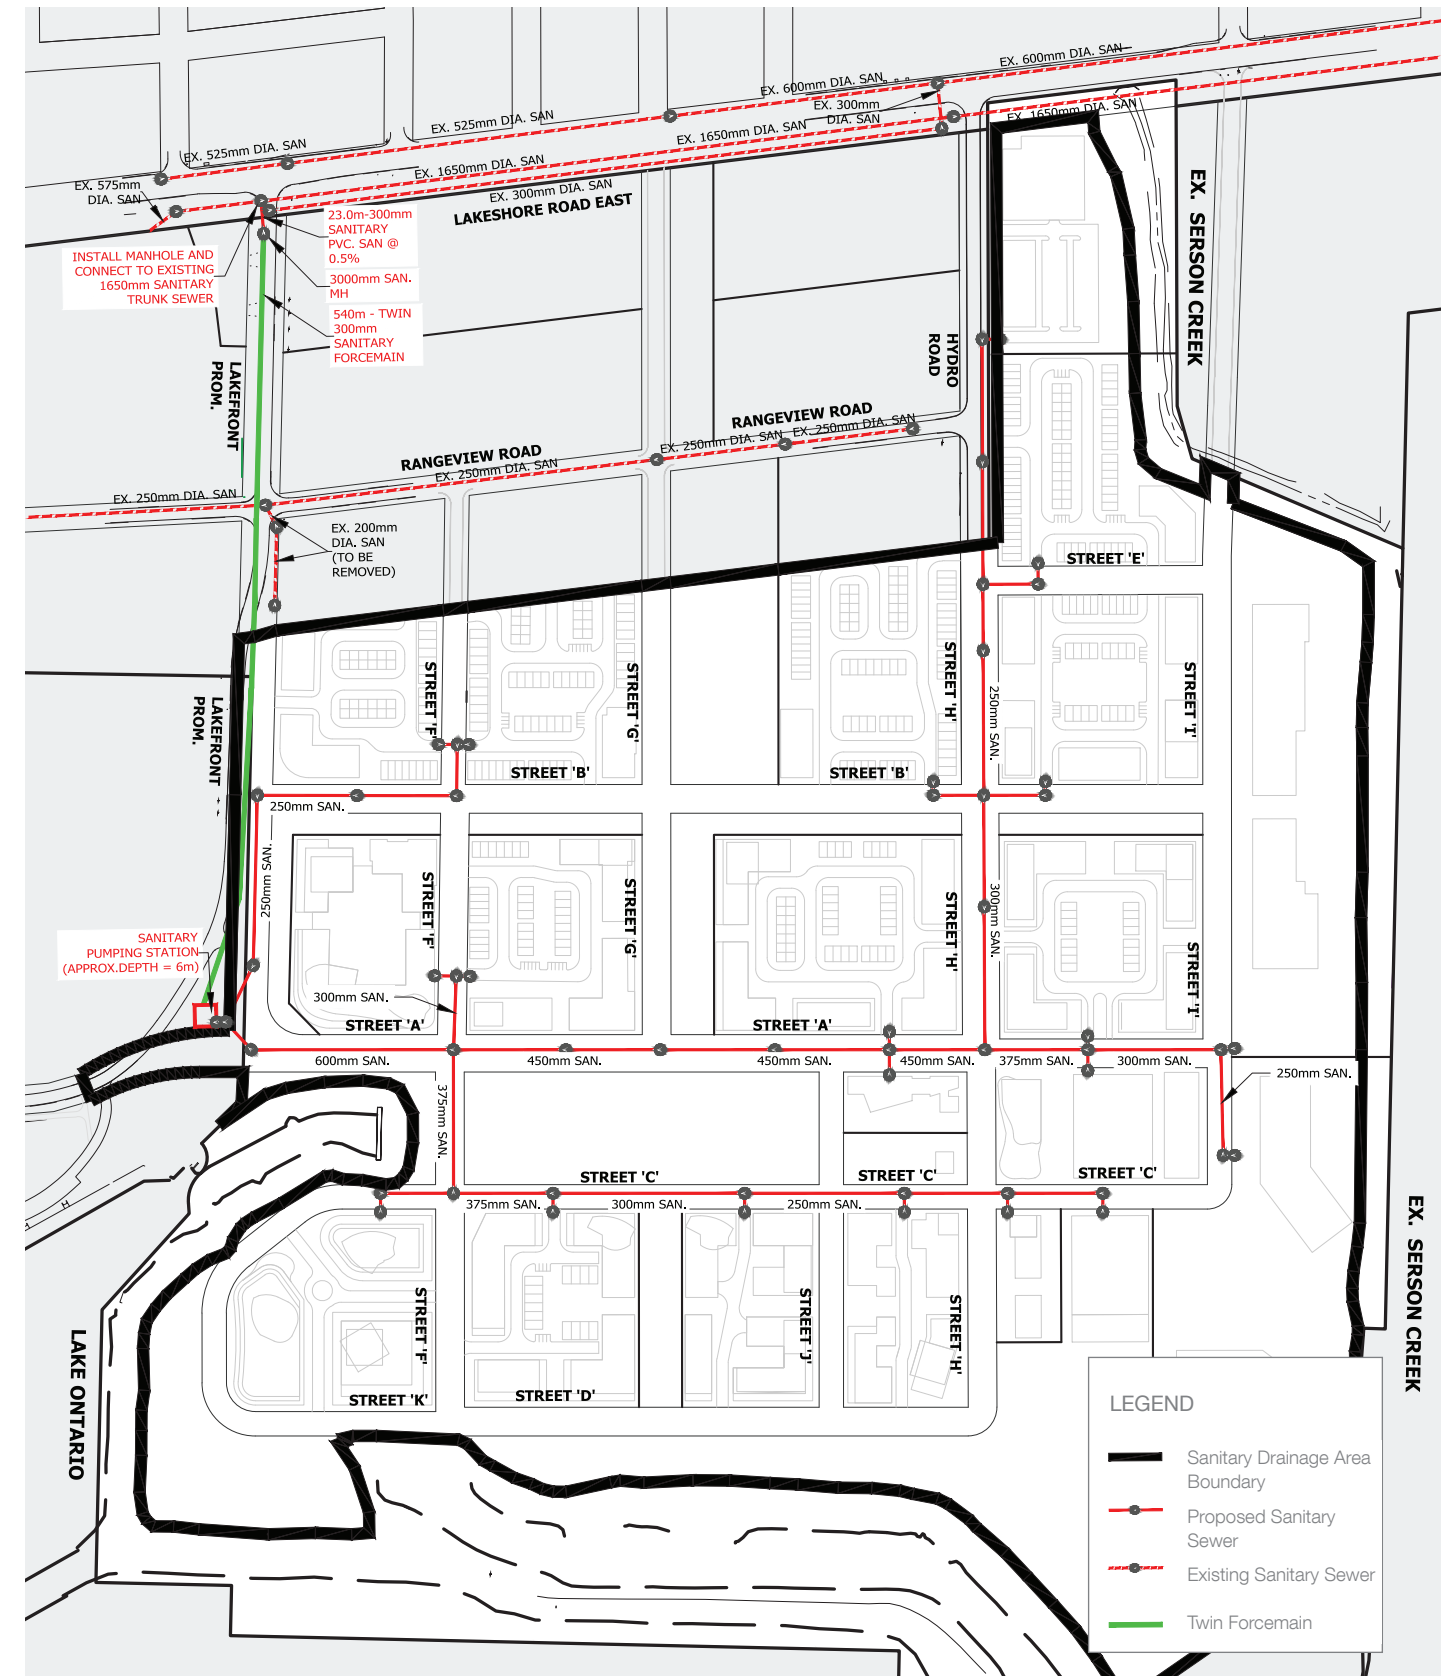 EX. 600mm DIA. SAN
EX. 600mm DIA. SAN
EX. 300mm
DIA. SAN
EX. 1650mm DIA. SAN
EX. 525mm DIA. SAN
EX. 1650mm DIA. SAN
EX. 525mm DIA. SAN
EX. 1650mm DIA. SAN
EX. 300mm DIA. SAN
LAKESHORE ROAD EAST
EX. 575mm
DIA. SAN
INSTALL MANHOLE AND
CONNECT TO EXISTING
1650mm SANITARY
TRUNK SEWER
23.0m-300mm
SANITARY
PVC. SAN @
0.5%
3000mm SAN.
MH
540m - TWIN
300mm
SANITARY
FORCEMAIN
EX. SERSON CREEK
HYDRO
ROAD
LAKEFRONT
PROM.
RANGEVIEW ROAD
EX. 250mm DIA. SAN
EX. 250mm DIA. SAN
RANGEVIEW ROAD
EX. 250mm DIA. SAN
EX. 250mm DIA. SAN
EX. 200mm
DIA. SAN
(TO BE
REMOVED)
STREET 'E'
LAKEFRONT
PROM.
STREET 'F'
STREET 'G'
STREET 'H'
250mm SAN.
STREET 'I'
STREET 'B'
STREET 'B'
250mm SAN.
250mm SAN.
STREET 'F'
STREET 'G'
STREET 'H'
300mm SAN.
STREET 'I'
SANITARY
PUMPING STATION
(APPROX.DEPTH = 6m)
300mm SAN.
STREET 'A'
STREET 'A'
600mm SAN.
450mm SAN.
450mm SAN.
450mm SAN.
375mm SAN.
300mm SAN.
250mm SAN.
375mm SAN.
STREET 'C'
STREET 'C'
STREET 'C'
375mm SAN.
300mm SAN.
250mm SAN.
STREET 'F'
STREET 'J'
STREET 'H'
STREET 'K'
STREET 'D'
LAKE ONTARIO
EX. SERSON CREEK
H
H
LEGEND
Sanitary Drainage Area
Boundary
Proposed Sanitary
Sewer
Existing Sanitary Sewer
Twin Forcemain